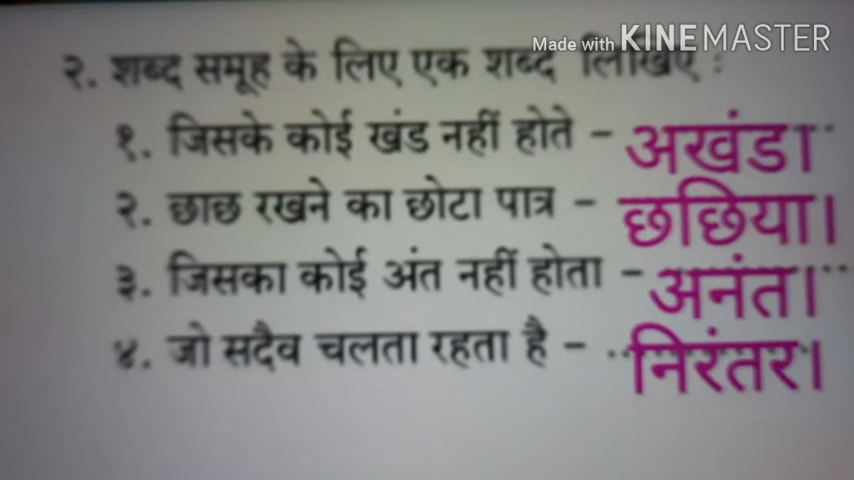 Made with KINEMASTER
२. शब्द समूह के लिए एक शब्द लिखिए :
१. जिसके कोई खंड नहीं होते - अखंड।
२. छाछ रखने का छोटा पात्र - छछिया।
३. जिसका कोई अंत नहीं होता - अनंत।
४. जो सदैव चलता रहता है - निरंतर।